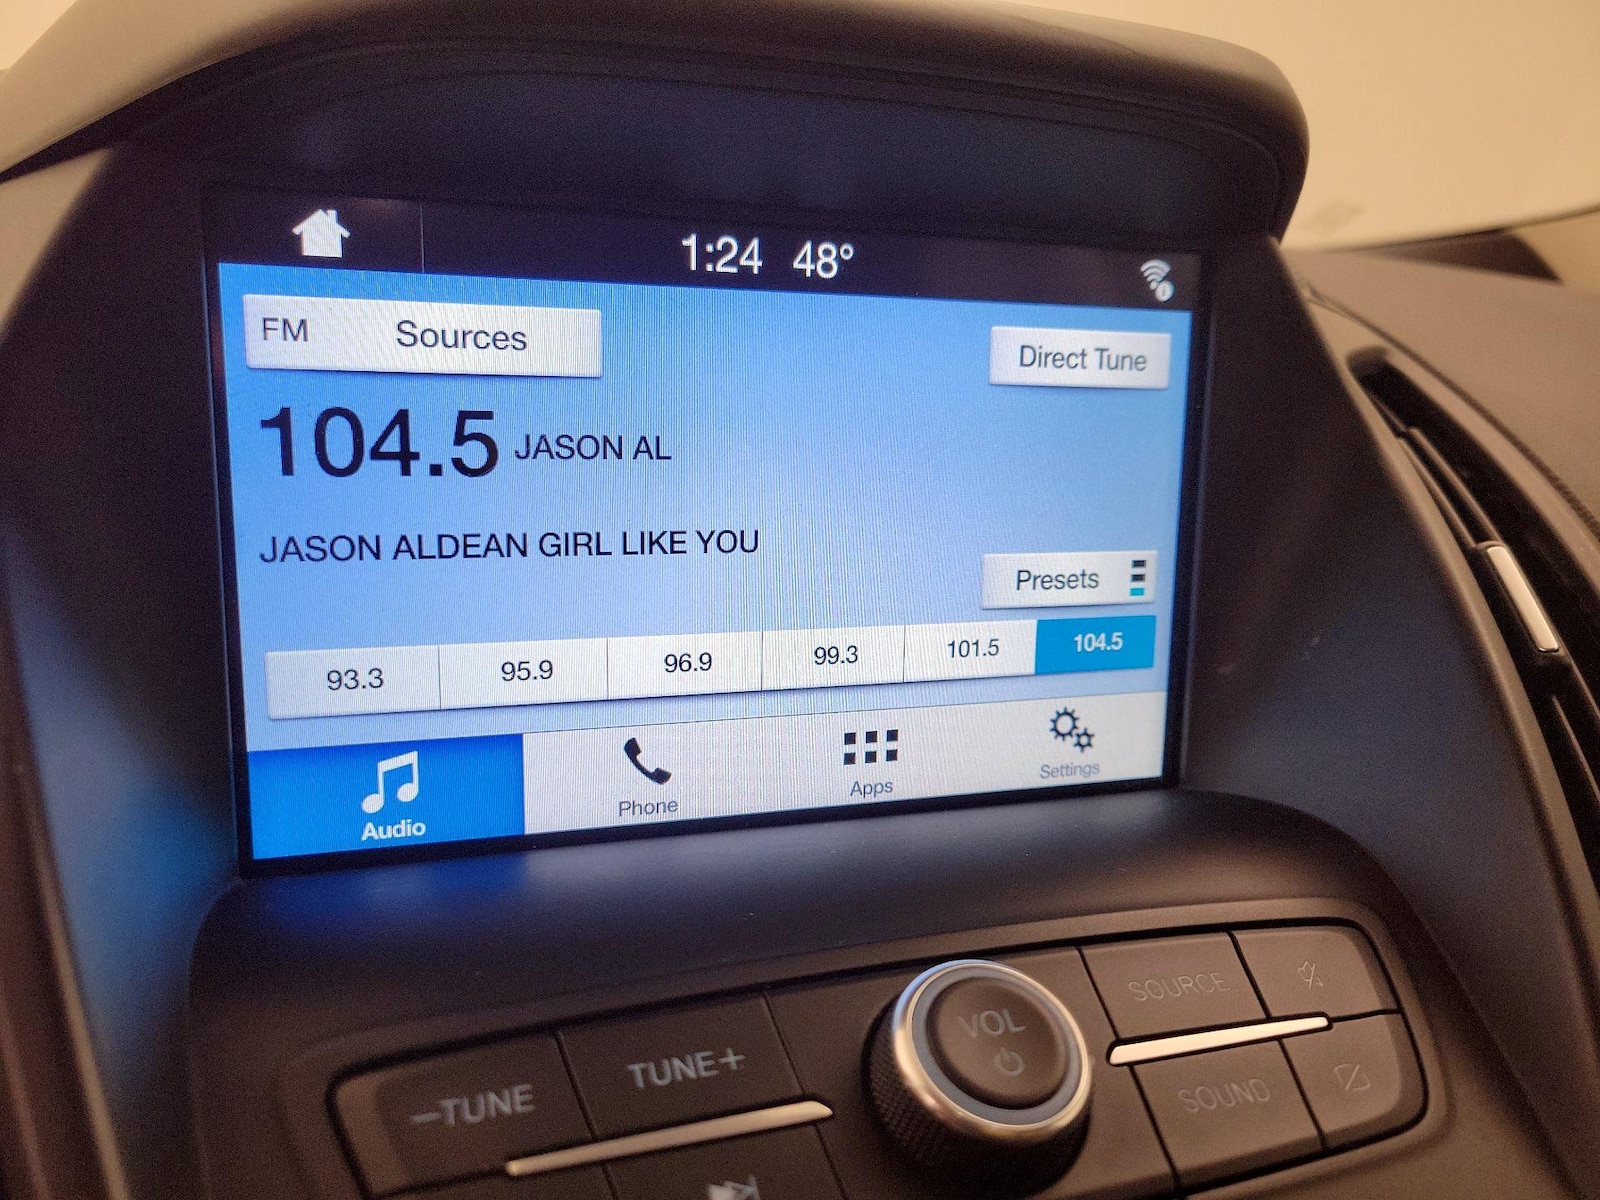 1:24 48°
FM Sources
Direct Tune
104.5 JASON AL
JASON ALDEAN GIRL LIKE YOU
Presets
93.3 95.9 96.9 99.3 101.5 104.5
Audio Phone Apps Settings
VOL
SOURCE
–TUNE TUNE+
SOUND